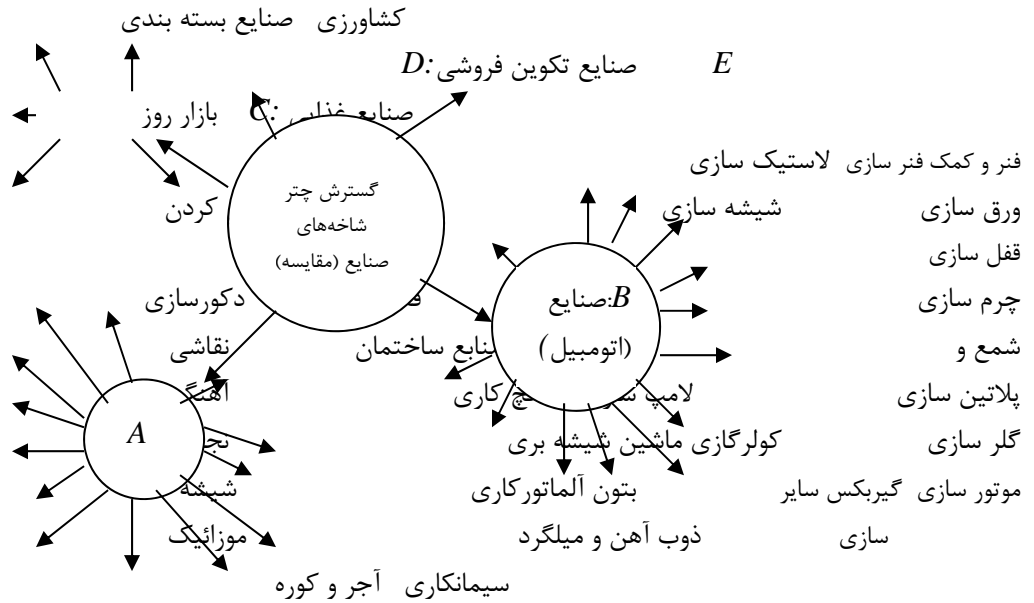 کشاورزی صنایع بسته بندی
D: صنایع تکوین فروشی E
C: صنایع غذایی بازار روز
فنر و کمک فنر سازی لاستیک سازی
گسترش چتر
شاخه‌های
صنایع (مقایسه)
ورق سازی شیشه سازی کردن
قفل سازی
چرم سازی B:صنایع دکورسازی
شمع و (اتومبیل) صنایع ساختمان نقاشی
پلاتین سازی لامپ کاری
A
گلر سازی کولرگازی ماشین شیشه بری
موتور سازی گیربکس سایر بتون آلماتورکاری شیشه
سازی ذوب آهن و میلگرد موزائیک
سیمانکاری آجر و کوره